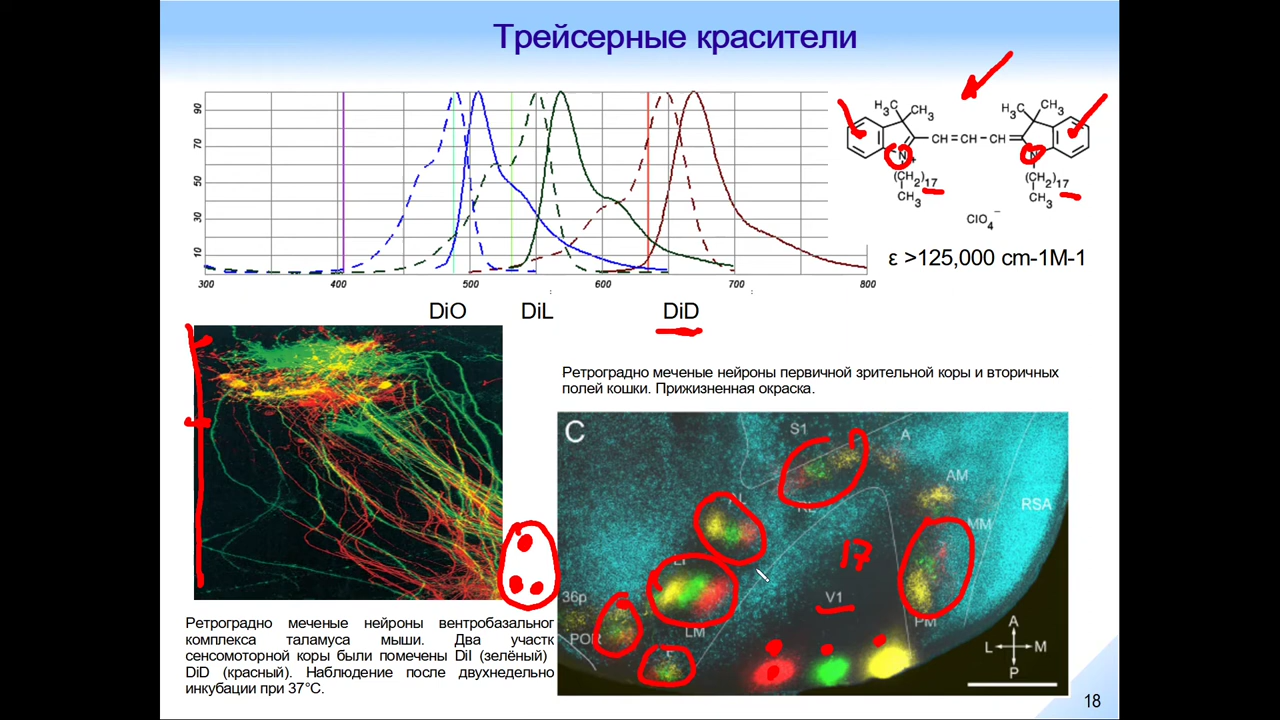 Трейсерные красители
90
70
50
30
10
300
400
500
600
700
800
DiO
DiL
DiD
H₃C
CH₃
H₃C
CH₃
CH=CH-CH=
N
+
N
(CH₂)17
CH₃
(CH₂)17
CH₃
ClO₄⁻
ε >125,000 cm-1M-1
Ретроградно меченые нейроны первичной зрительной коры и вторичных
полей кошки. Прижизненная окраска.
C
S1
A
AL
RL
AM
RSA
MM
17
LI
36p
V1
POR
LM
PM
A
L
M
P
Ретроградно меченые нейроны вентробазальног
комплекса таламуса мыши. Два участк
сенсомоторной коры были помечены DiI (зелёный)
DiD (красный). Наблюдение после двухнедельно
инкубации при 37°С.
18